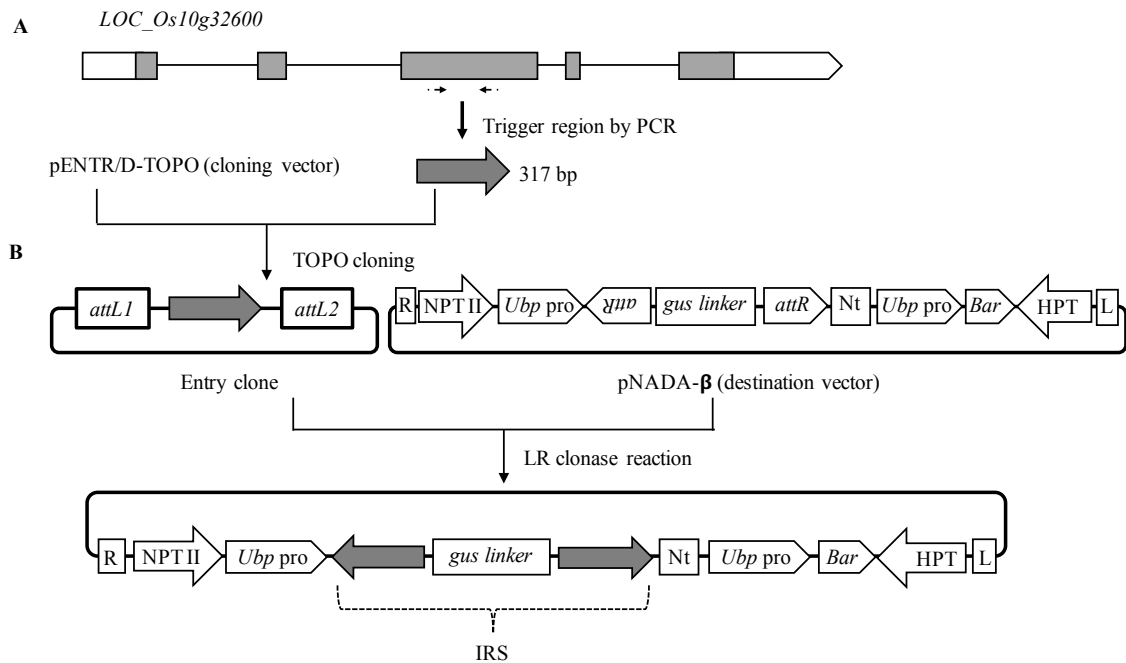 A
LOC_Os10g32600
Trigger region by PCR
pENTR/D-TOPO (cloning vector)
317 bp
B
TOPO cloning
attL1
attL2
R
NPT II
Ubp pro
attR
gus linker
attR
Nt
Ubp pro
Bar
HPT
L
Entry clone
pNADA-β (destination vector)
LR clonase reaction
R
NPT II
Ubp pro
gus linker
Nt
Ubp pro
Bar
HPT
L
IRS